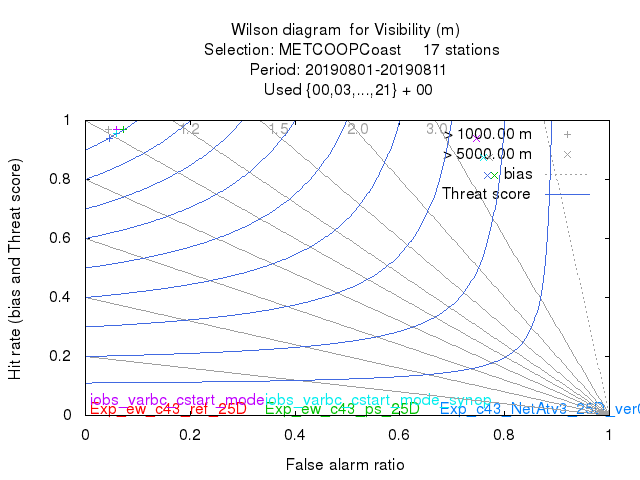 Wilson diagram for Visibility (m)
Selection: METCOOPCoast 17 stations
Period: 20190801-20190811
Used {00,03,...,21} + 00
Hit rate (bias and Threat score)
1
0.8
0.6
0.4
0.2
0
1.2
1.5
2.0
3.0
> 1000.00 m
> 5000.00 m
bias
Threat score
iobs_varbc_cstart_mode iobs_varbc_cstart_mode_synop
Exp_ew_c43_ref_25D Exp_ew_c43_ps_25D Exp_c43_NetAtv3_25D_ver0
0 0.2 0.4 0.6 0.8 1
False alarm ratio